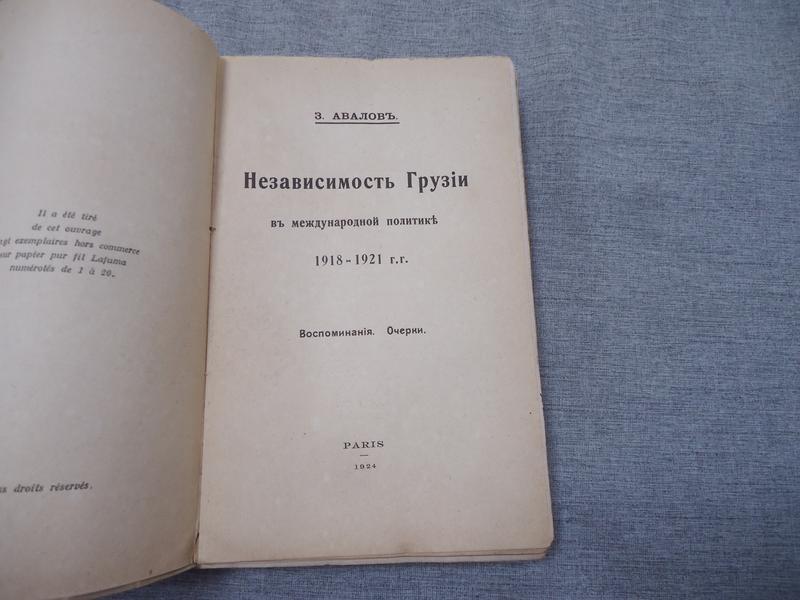 Il a été tiré
de cet ouvrage
exemplaires hors commerce
sur papier pur fil Lafuma
numérotés de 1 à 20.
droits réservés.
З. АВАЛОВЪ.
Независимость Грузіи
въ международной политикѣ
1918 - 1921 г.г.
Воспоминанія. Очерки.
PARIS
1924